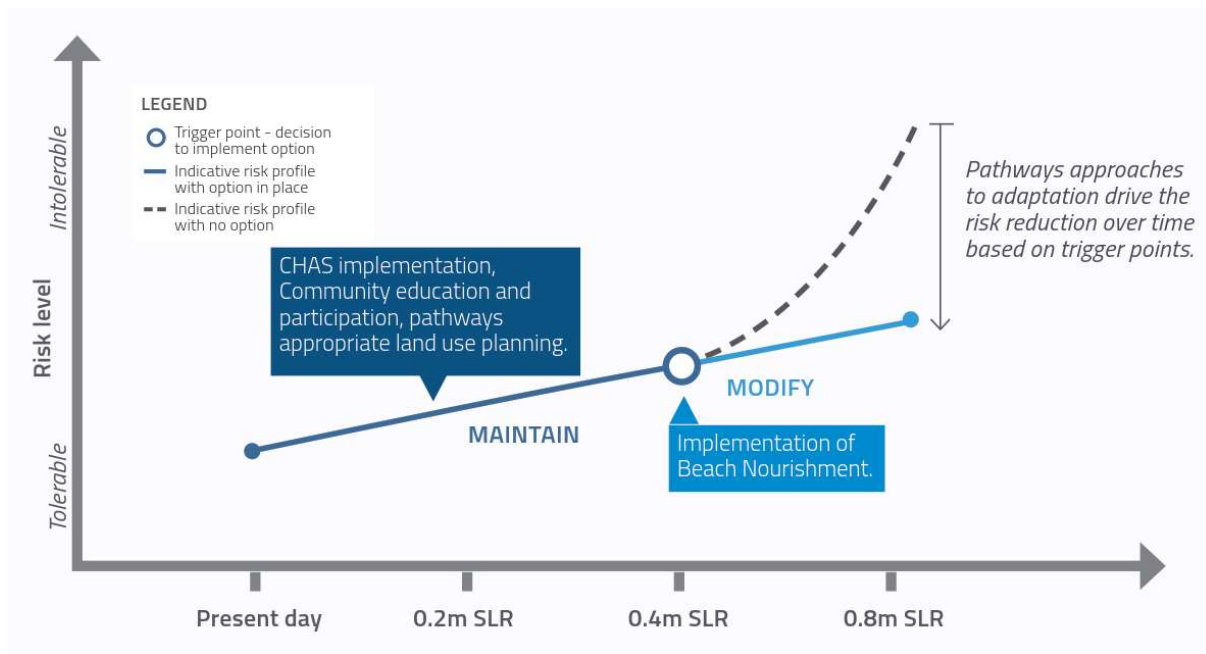 LEGEND
Trigger point - decision
to implement option
Indicative risk profile
with option in place
Indicative risk profile
with no option
Intolerable
Risk level
Tolerable
CHAS implementation,
Community education and
participation, pathways
appropriate land use planning.
Pathways approaches
to adaptation drive the
risk reduction over time
based on trigger points.
MAINTAIN
MODIFY
Implementation of
Beach Nourishment.
Present day
0.2m SLR
0.4m SLR
0.8m SLR